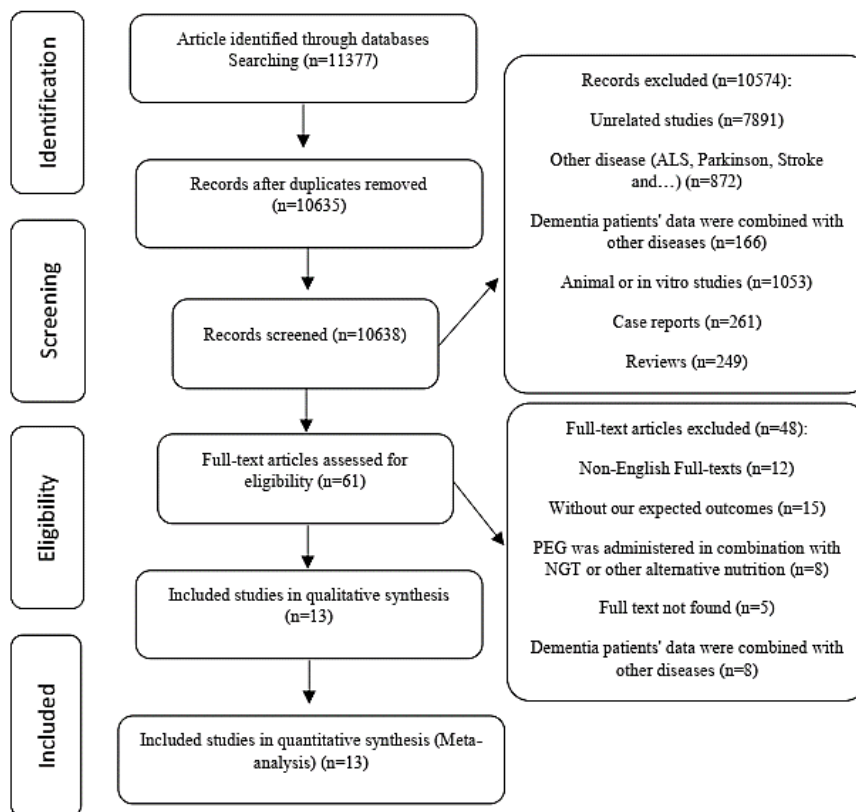 Identification
Article identified through databases
Searching (n=11377)
Records after duplicates removed
(n=10635)
Records excluded (n=10574):
Unrelated studies (n=7891)
Other disease (ALS, Parkinson, Stroke
and…) (n=872)
Dementia patients' data were combined with
other diseases (n=166)
Animal or in vitro studies (n=1053)
Case reports (n=261)
Reviews (n=249)
Screening
Records screened (n=10638)
Eligibility
Full-text articles assessed for
eligibility (n=61)
Included studies in qualitative synthesis
(n=13)
Full-text articles excluded (n=48):
Non-English Full-texts (n=12)
Without our expected outcomes (n=15)
PEG was administered in combination with
NGT or other alternative nutrition (n=8)
Full text not found (n=5)
Dementia patients' data were combined with
other diseases (n=8)
Included
Included studies in quantitative synthesis (Meta-
analysis) (n=13)